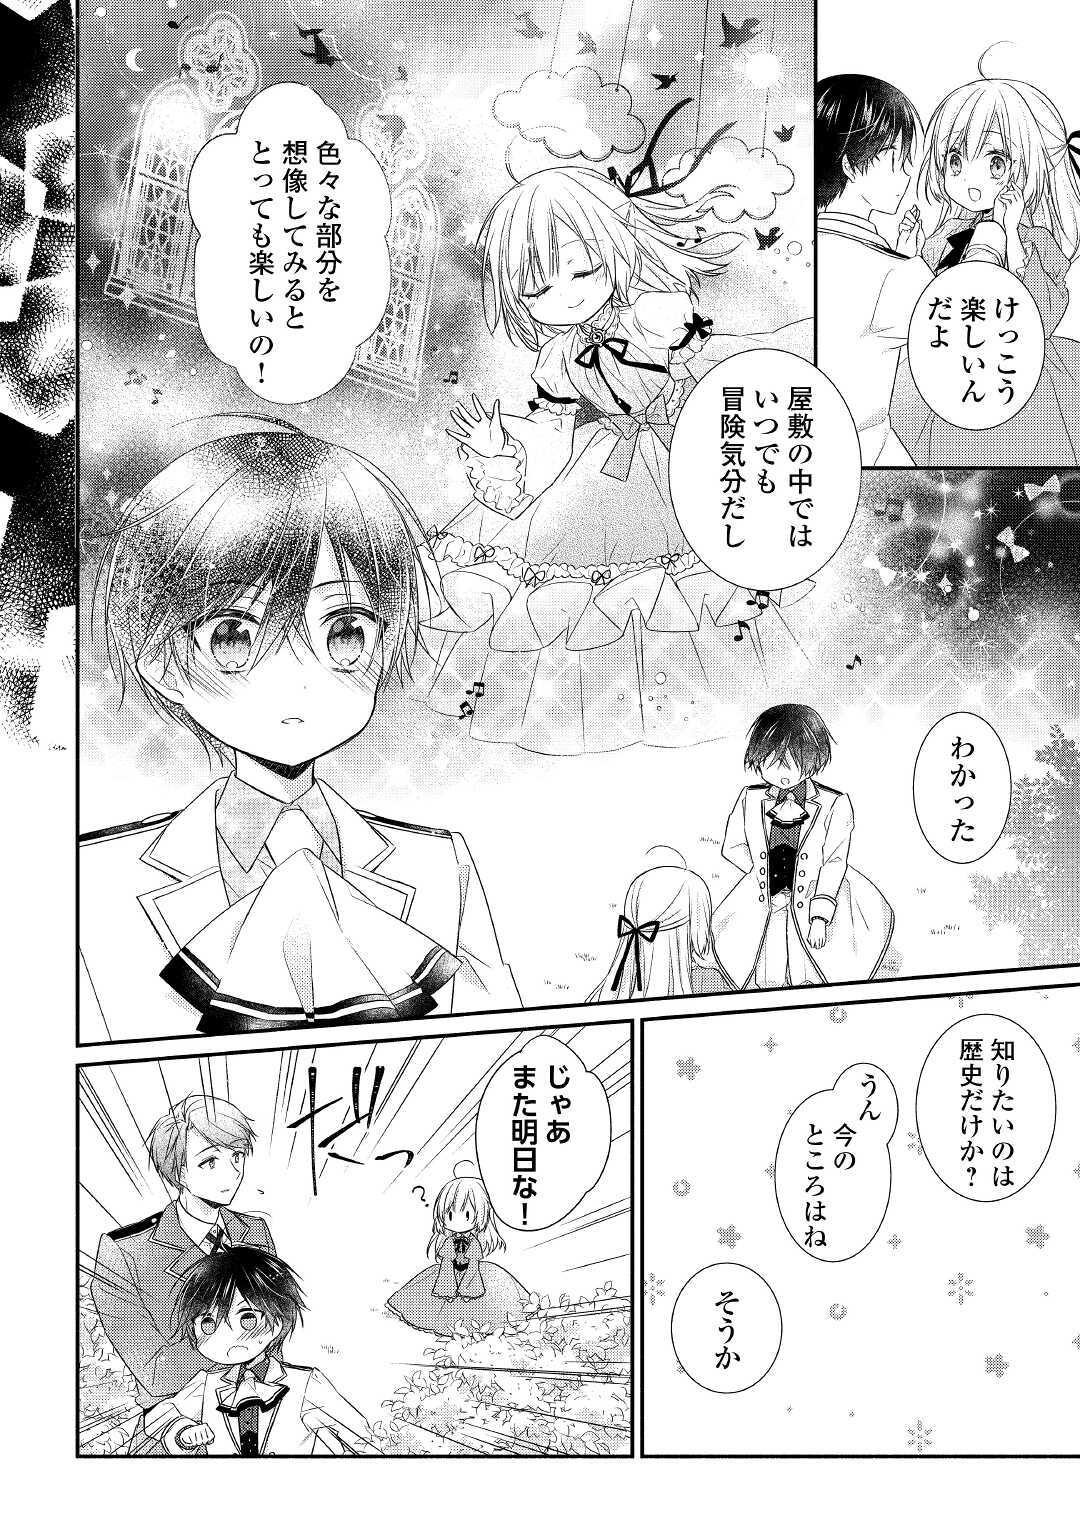 けっこう
楽しいん
だよ
屋敷の中では
いつでも
冒険気分だし
色々な部分を
想像してみると
とっても楽しいの！
わかった
知りたいのは
歴史だけか？
うん
今の
ところはね
そうか
じゃあ
また明日な！
ダッ
?